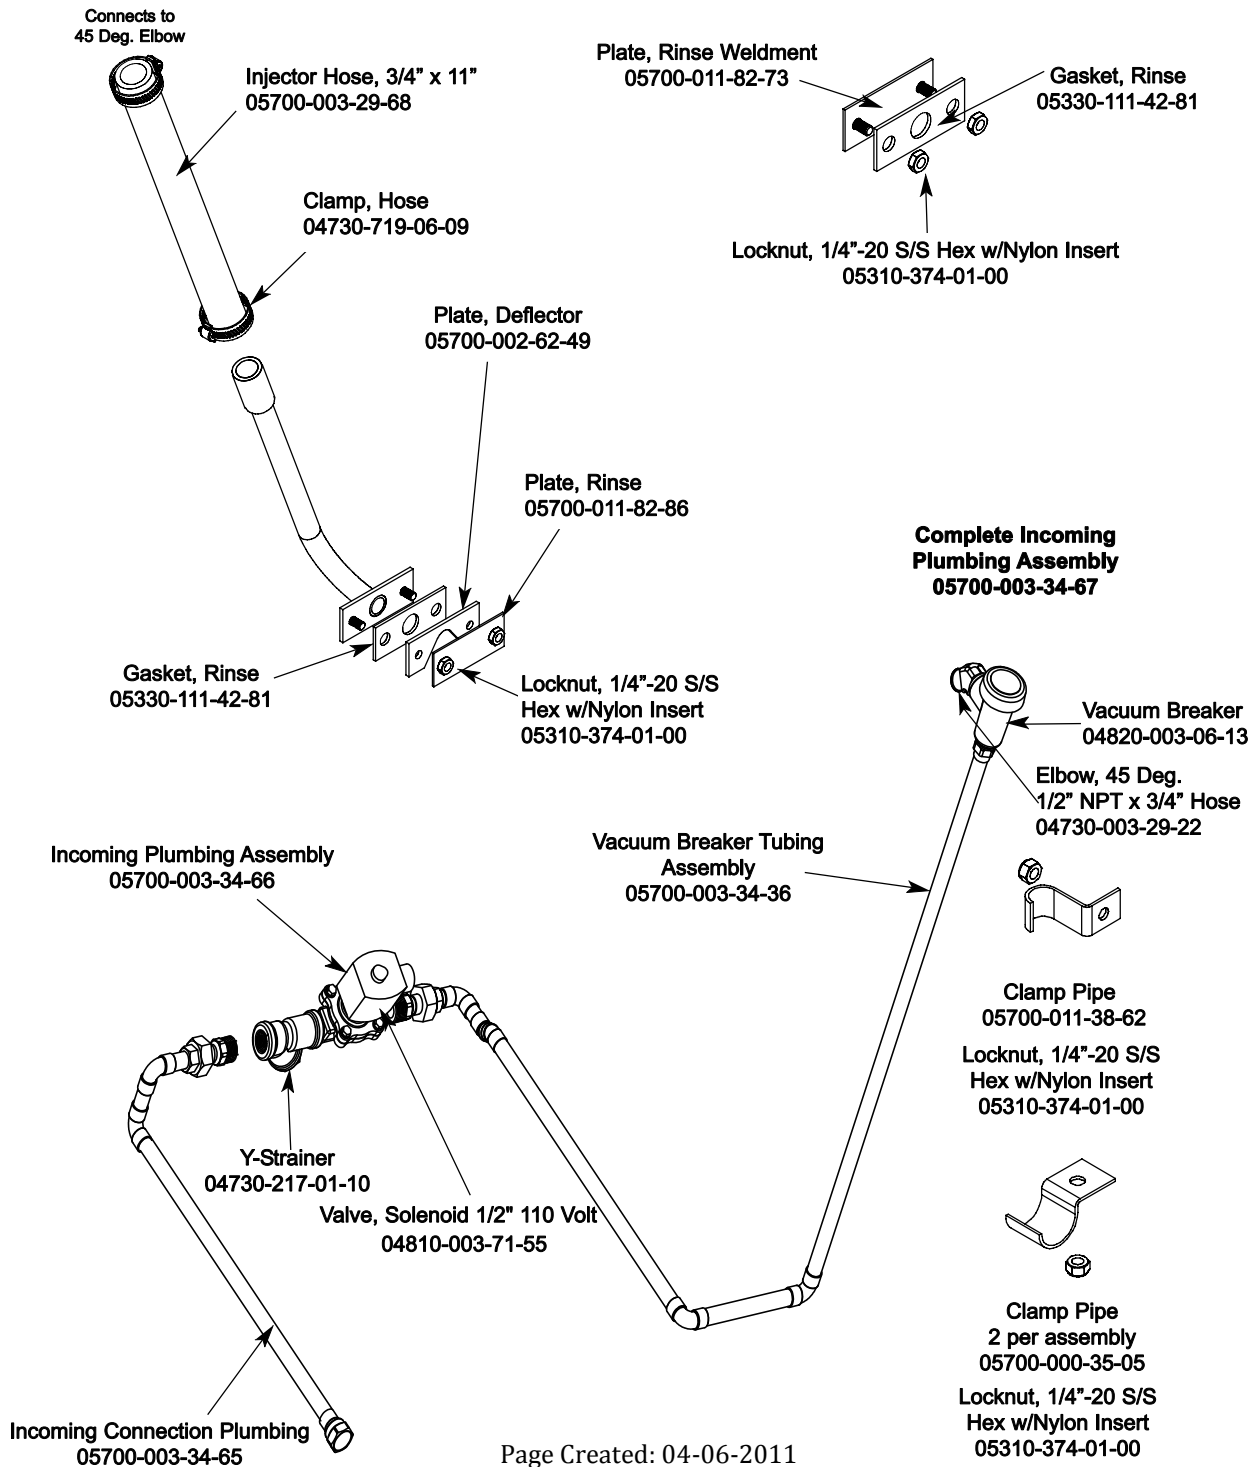 Connects to
45 Deg. Elbow
Injector Hose, 3/4” x 11”
05700-003-29-68
Clamp, Hose
04730-719-06-09
Plate, Rinse Weldment
05700-011-82-73
Gasket, Rinse
05330-111-42-81
Locknut, 1/4”-20 S/S Hex w/Nylon Insert
05310-374-01-00
Plate, Deflector
05700-002-62-49
Plate, Rinse
05700-011-82-86
Gasket, Rinse
05330-111-42-81
Locknut, 1/4”-20 S/S
Hex w/Nylon Insert
05310-374-01-00
Complete Incoming
Plumbing Assembly
05700-003-34-67
Vacuum Breaker
04820-003-06-13
Elbow, 45 Deg.
1/2” NPT x 3/4” Hose
04730-003-29-22
Vacuum Breaker Tubing
Assembly
05700-003-34-36
Incoming Plumbing Assembly
05700-003-34-66
Clamp Pipe
05700-011-38-62
Locknut, 1/4”-20 S/S
Hex w/Nylon Insert
05310-374-01-00
Y-Strainer
04730-217-01-10
Valve, Solenoid 1/2" 110 Volt
04810-003-71-55
Clamp Pipe
2 per assembly
05700-000-35-05
Locknut, 1/4”-20 S/S
Hex w/Nylon Insert
05310-374-01-00
Incoming Connection Plumbing
05700-003-34-65
Page Created: 04-06-2011